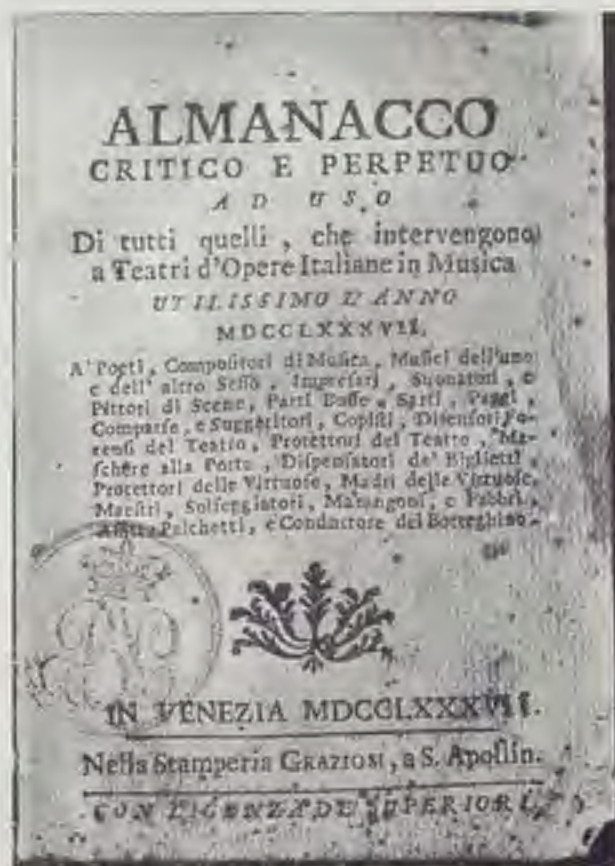 ALMANACCO
CRITICO E PERPETUO
AD USO
Di tutti quelli, che intervengono
a Teatri d'Opere Italiane in Musica
UTILISSIMO L'ANNO
MDCCLXXXVII.
A' Poeti, Compositori di Musica, Musici dell'uno
e dell' altro Sesso, Impresari, Suonatori, e
Pittori di Scene, Parti Buffe, Sarti, Paggi,
Comparse, e Suggeritori, Copisti, Difensori Fo-
rensi del Teatro, Protettori del Teatro, Ma-
schere alla Porta, Dispensatori de' Biglietti,
Protettori delle Virtuose, Madri delle Virtuose,
Maestri, Solfeggiatori, Marangoni, e Fabbri,
Palchetti, e Conduttore del Botteghino.
IN VENEZIA MDCCLXXXVII.
Nella Stamperia GRAZIOSI, a S. Apollin.
CON LICENZA DE' SUPERIORI.